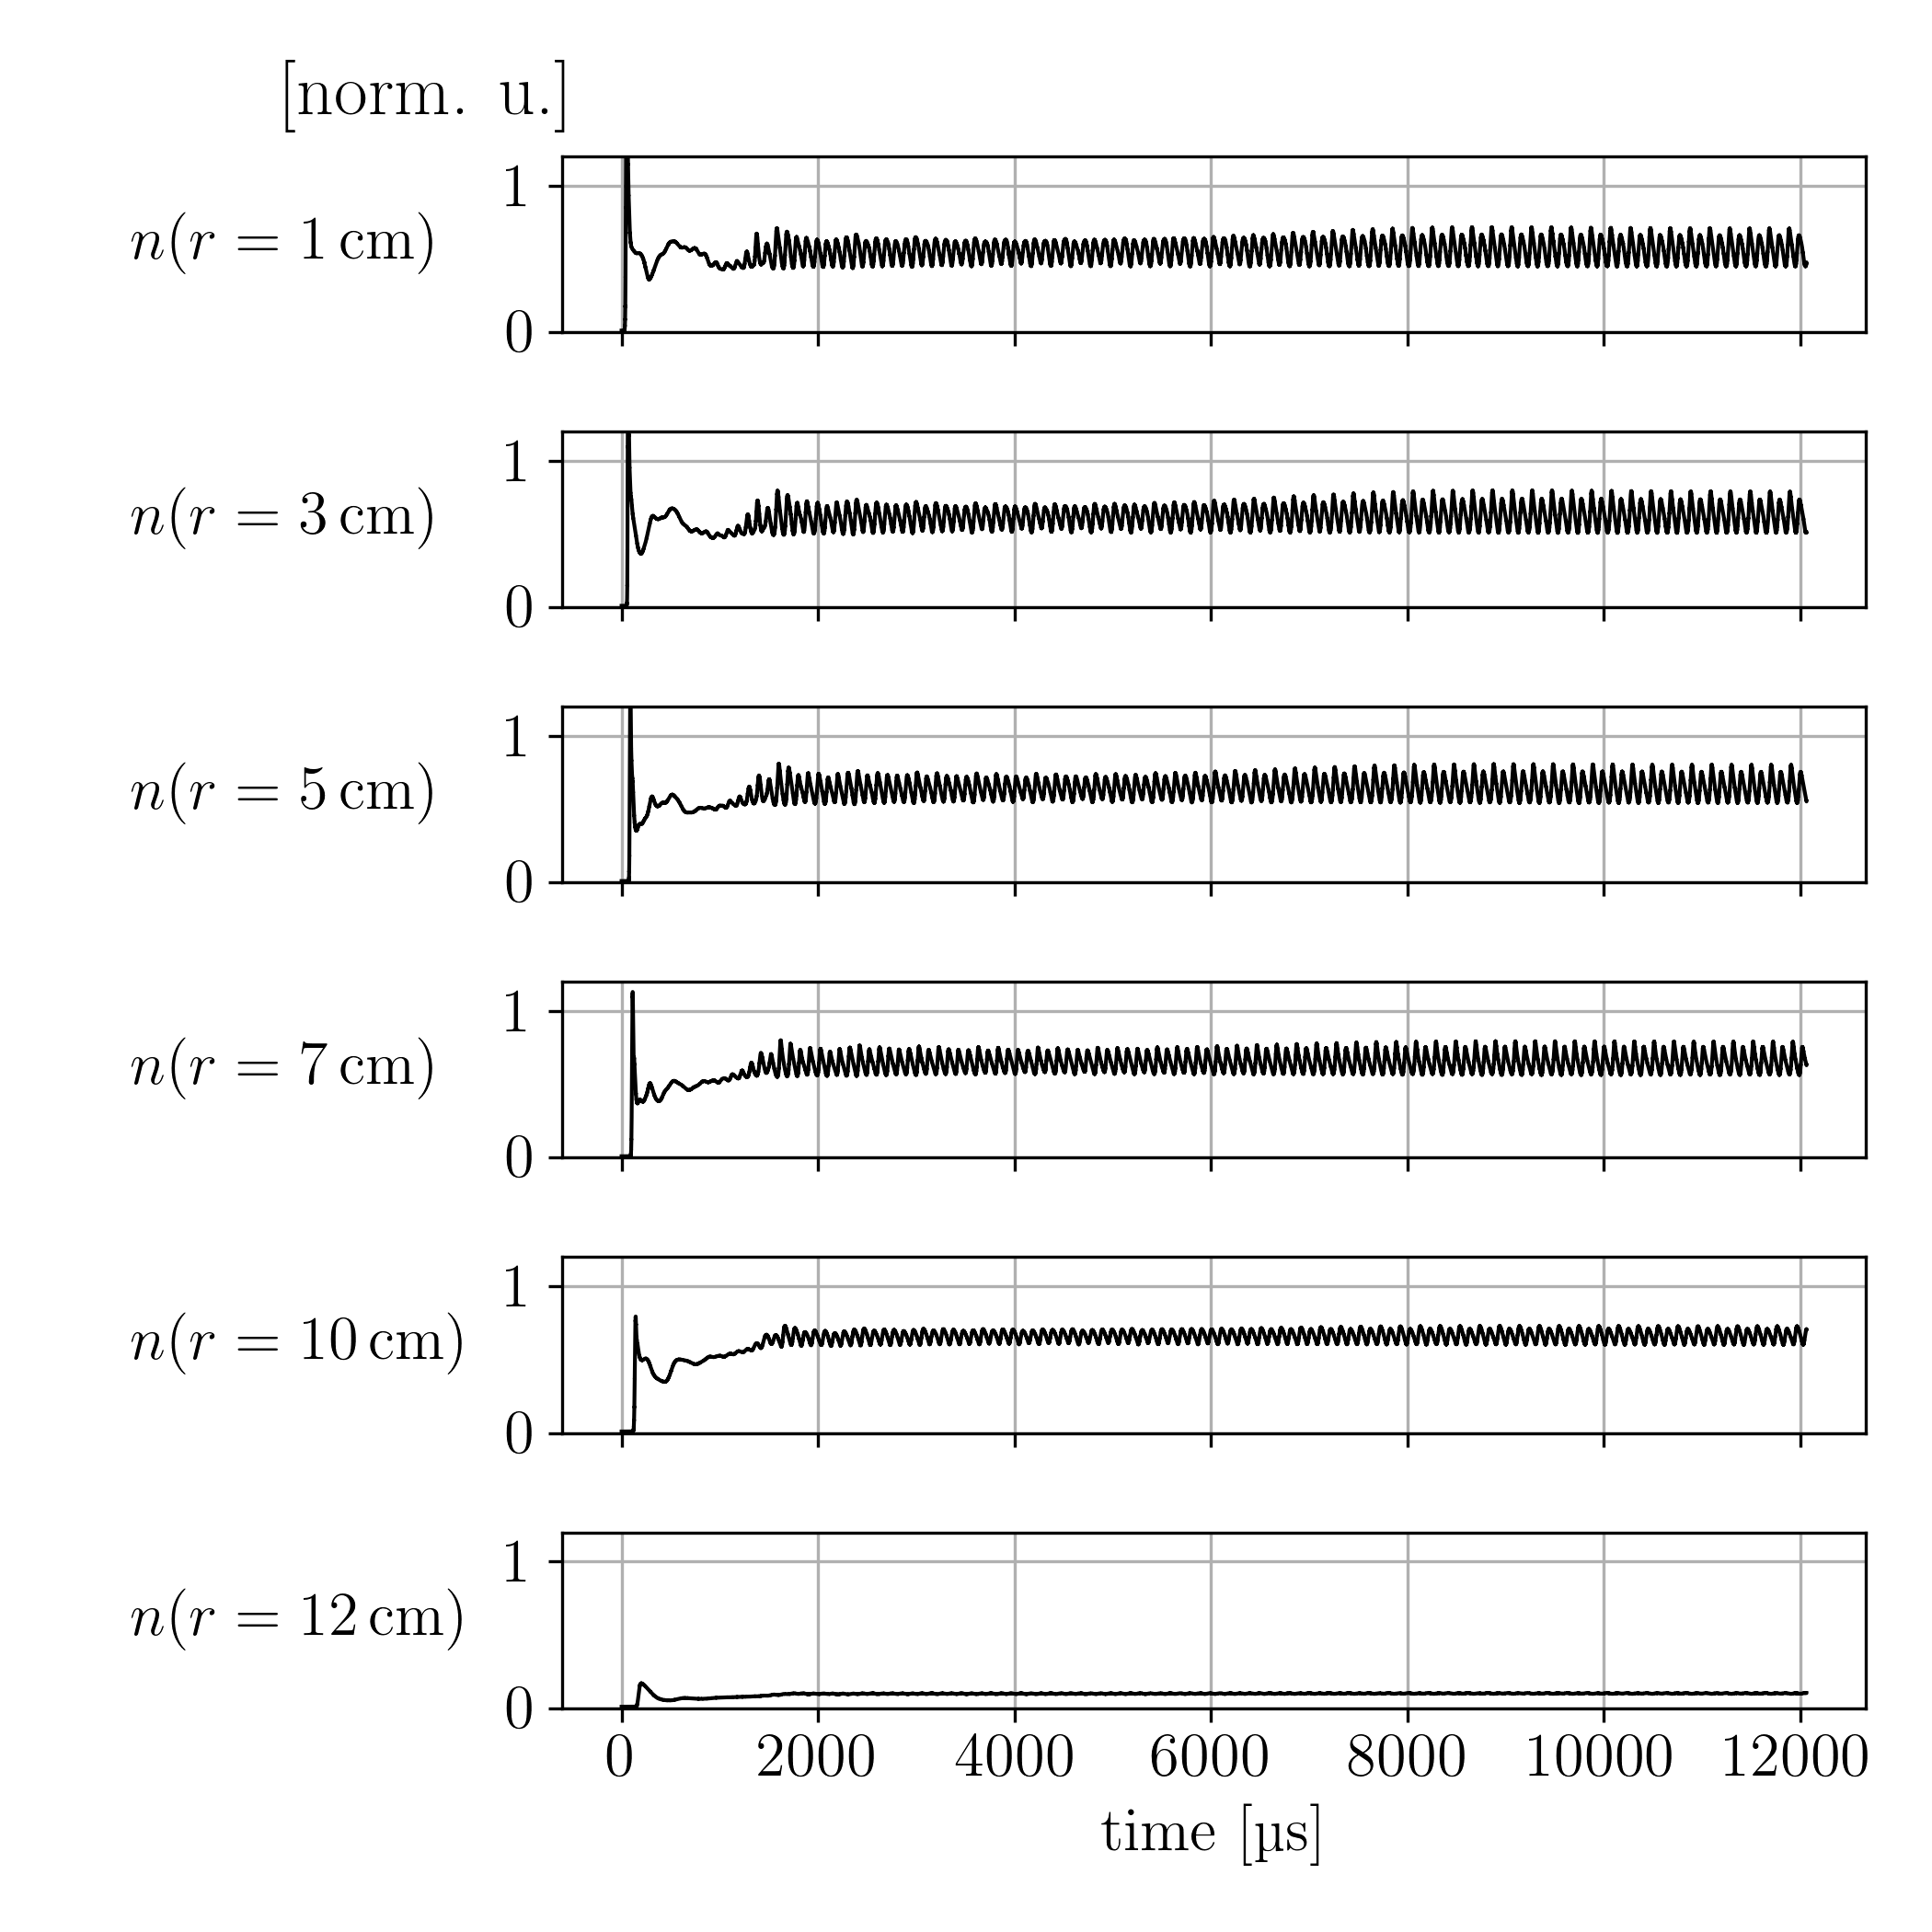 [norm. u.]
1
n(r = 1 cm)
0
1
n(r = 3 cm)
0
1
n(r = 5 cm)
0
1
n(r = 7 cm)
0
1
n(r = 10 cm)
0
1
n(r = 12 cm)
0
0 2000 4000 6000 8000 10000 12000
time [µs]